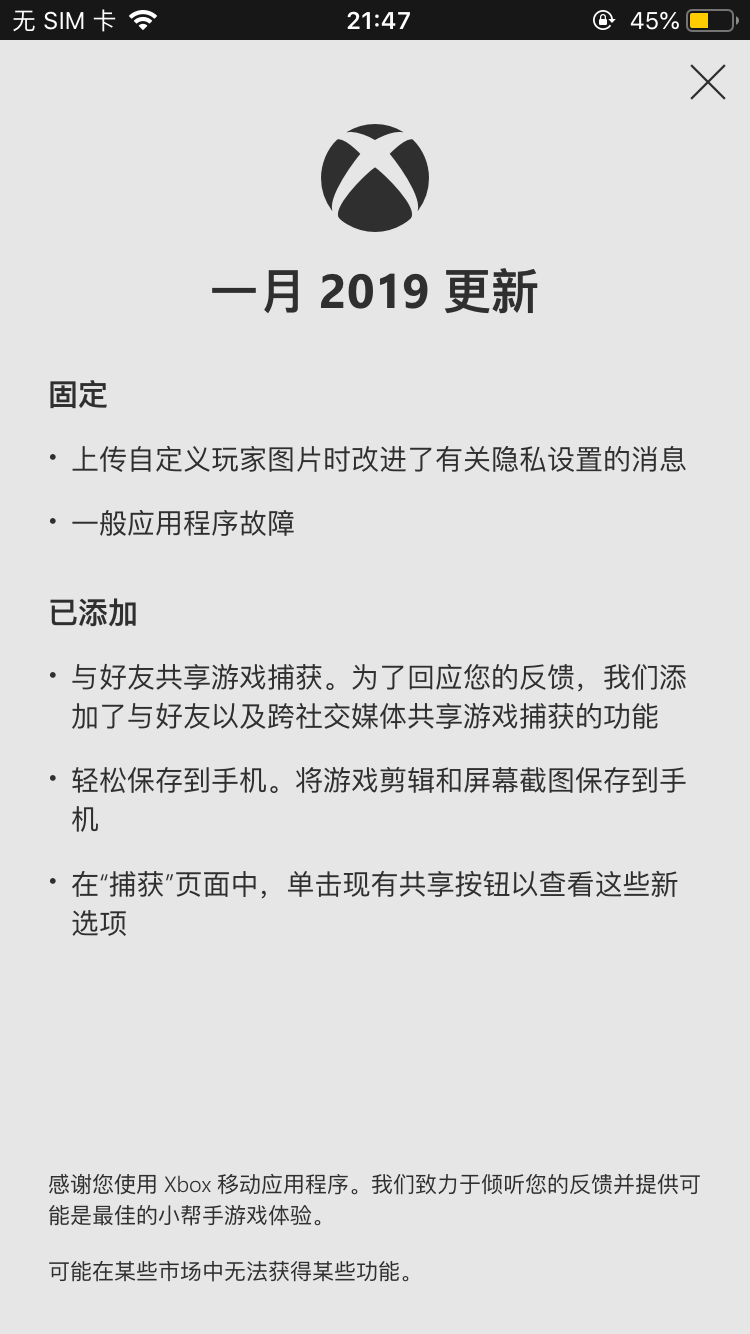 无 SIM 卡
21:47
45%
一月 2019 更新
固定
• 上传自定义玩家图片时改进了有关隐私设置的消息
• 一般应用程序故障
已添加
• 与好友共享游戏捕获。为了回应您的反馈，我们添
加了与好友以及跨社交媒体共享游戏捕获的功能
• 轻松保存到手机。将游戏剪辑和屏幕截图保存到手
机
• 在“捕获”页面中，单击现有共享按钮以查看这些新
选项
感谢您使用 Xbox 移动应用程序。我们致力于倾听您的反馈并提供可
能是最佳的小帮手游戏体验。
可能在某些市场中无法获得某些功能。